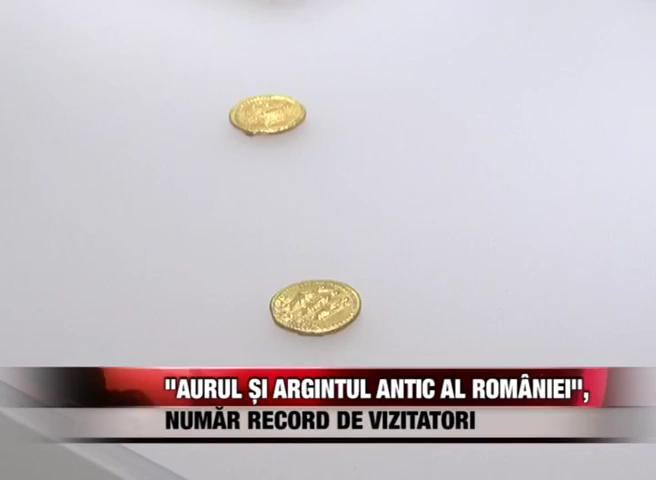 "AURUL ȘI ARGINTUL ANTIC AL ROMÂNIEI",
NUMĂR RECORD DE VIZITATORI